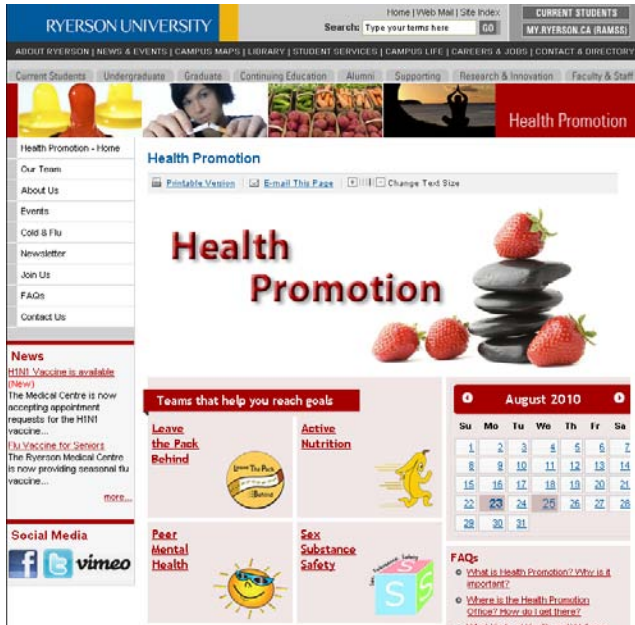 RYERSON UNIVERSITY
Home | Web Mail | Site Index
Search: Type your terms here GO
CURRENT STUDENTS
MY.RYERSON.CA (RAMSS)
ABOUT RYERSON | NEWS & EVENTS | CAMPUS MAPS | LIBRARY | STUDENT SERVICES | CAMPUS LIFE | CAREERS & JOBS | CONTACT & DIRECTORY
Current Students Undergraduate Graduate Continuing Education Alumni Supporting Research & Innovation Faculty & Staff
Health Promotion
Health Promotion - Home
Our Team
About Us
Events
Cold & Flu
Newsletter
Join Us
FAQs
Contact Us
News
H1N1 Vaccine is available
(New)
The Medical Centre is now
accepting appointment
requests for the H1N1
vaccine...
Flu Vaccine for Seniors
The Ryerson Medical Centre
is now providing seasonal flu
vaccine...
more...
Social Media
f t vimeo
Health Promotion
Printable Version | E-mail This Page | + - Change Text Size
Health
Promotion
Teams that help you reach goals
Leave
the Pack
Behind
Leave The Pack
Behind
Active
Nutrition
Peer
Mental
Health
Sex
Substance
Safety
S S
August 2010
Su Mo Tu We Th Fr Sa
1 2 3 4 5 6 7
8 9 10 11 12 13 14
15 16 17 18 19 20 21
22 23 24 25 26 27 28
29 30 31
FAQs
What is Health Promotion? Why is it
important?
Where is the Health Promotion
Office? How do I get there?